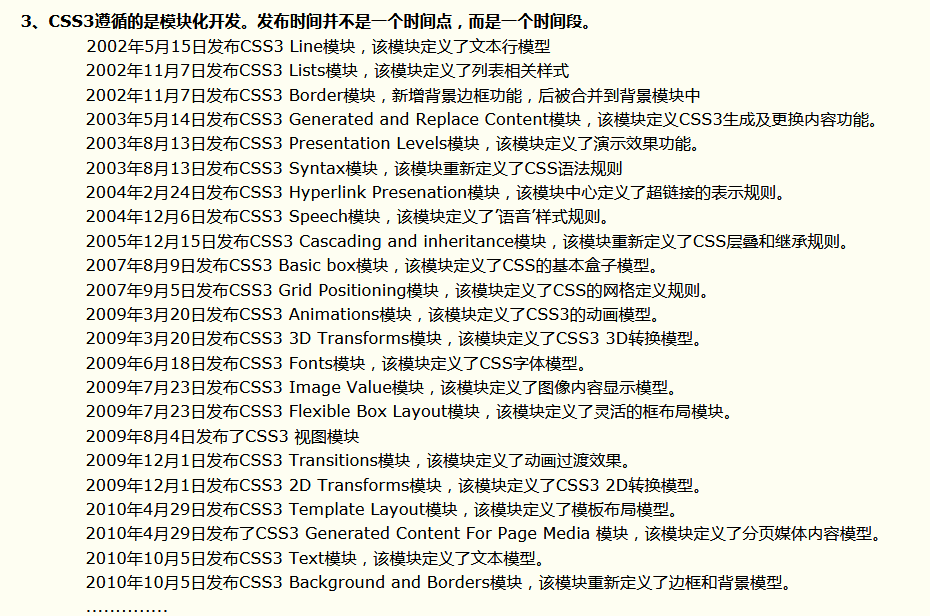 3、CSS3遵循的是模块化开发。发布时间并不是一个时间点，而是一个时间段。
2002年5月15日发布CSS3 Line模块，该模块定义了文本行模型
2002年11月7日发布CSS3 Lists模块，该模块定义了列表相关样式
2002年11月7日发布CSS3 Border模块，新增背景边框功能，后被合并到背景模块中
2003年5月14日发布CSS3 Generated and Replace Content模块，该模块定义CSS3生成及更换内容功能。
2003年8月13日发布CSS3 Presentation Levels模块，该模块定义了演示效果功能。
2003年8月13日发布CSS3 Syntax模块，该模块重新定义了CSS语法规则
2004年2月24日发布CSS3 Hyperlink Presenation模块，该模块中心定义了超链接的表示规则。
2004年12月6日发布CSS3 Speech模块，该模块定义了‘语音’样式规则。
2005年12月15日发布CSS3 Cascading and inheritance模块，该模块重新定义了CSS层叠和继承规则。
2007年8月9日发布CSS3 Basic box模块，该模块定义了CSS的基本盒子模型。
2007年9月5日发布CSS3 Grid Positioning模块，该模块定义了CSS的网格定义规则。
2009年3月20日发布CSS3 Animations模块，该模块定义了CSS3的动画模型。
2009年3月20日发布CSS3 3D Transforms模块，该模块定义了CSS3 3D转换模型。
2009年6月18日发布CSS3 Fonts模块，该模块定义了CSS字体模型。
2009年7月23日发布CSS3 Image Value模块，该模块定义了图像内容显示模型。
2009年7月23日发布CSS3 Flexible Box Layout模块，该模块定义了灵活的框布局模块。
2009年8月4日发布了CSS3 视图模块
2009年12月1日发布CSS3 Transitions模块，该模块定义了动画过渡效果。
2009年12月1日发布CSS3 2D Transforms模块，该模块定义了CSS3 2D转换模型。
2010年4月29日发布CSS3 Template Layout模块，该模块定义了模板布局模型。
2010年4月29日发布了CSS3 Generated Content For Page Media 模块，该模块定义了分页媒体内容模型。
2010年10月5日发布CSS3 Text模块，该模块定义了文本模型。
2010年10月5日发布CSS3 Background and Borders模块，该模块重新定义了边框和背景模型。
..............